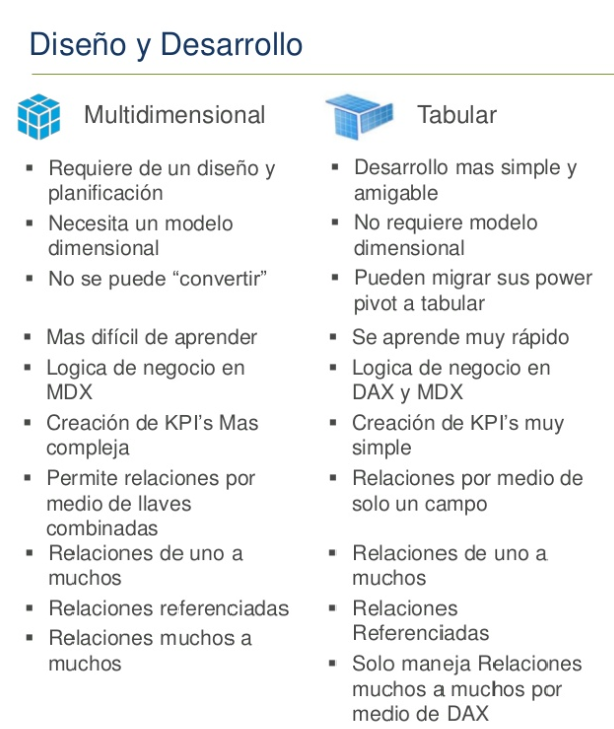 Diseño y Desarrollo
Multidimensional
▪ Requiere de un diseño y
planificación
▪ Necesita un modelo
dimensional
▪ No se puede “convertir”
▪ Mas difícil de aprender
▪ Logica de negocio en
MDX
▪ Creación de KPI’s Mas
compleja
▪ Permite relaciones por
medio de llaves
combinadas
▪ Relaciones de uno a
muchos
▪ Relaciones referenciadas
▪ Relaciones muchos a
muchos
Tabular
▪ Desarrollo mas simple y
amigable
▪ No requiere modelo
dimensional
▪ Pueden migrar sus power
pivot a tabular
▪ Se aprende muy rápido
▪ Logica de negocio en
DAX y MDX
▪ Creación de KPI’s muy
simple
▪ Relaciones por medio de
solo un campo
▪ Relaciones de uno a
muchos
▪ Relaciones
Referenciadas
▪ Solo maneja Relaciones
muchos a muchos por
medio de DAX